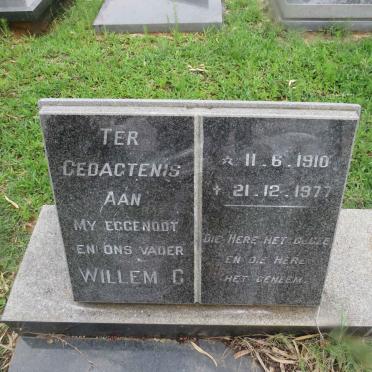 TER
GEDAGTENIS
AAN
MY EGGENOOT
EN ONS VADER
WILLEM G
☆ 11.6.1910
✝ 21.12.1977
DIE HERE HET GEGEE
EN DIE HERE
HET GENEEM.